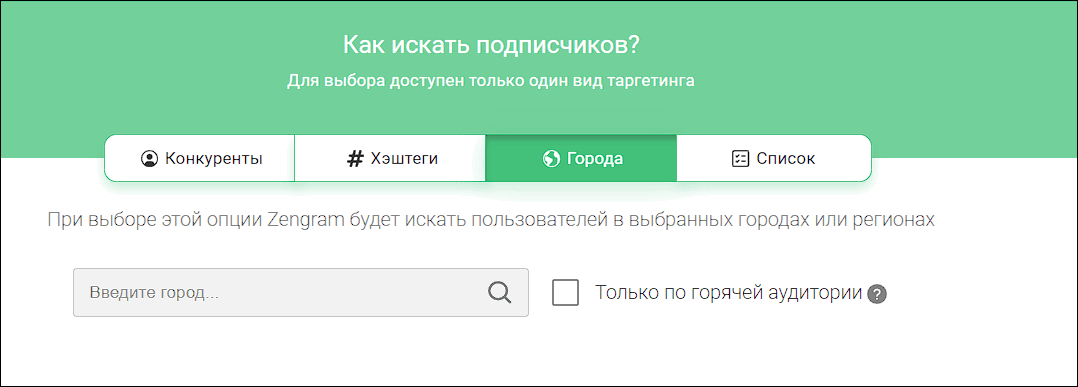 Как искать подписчиков?
Для выбора доступен только один вид таргетинга
Конкуренты # Хэштеги Города Список
При выборе этой опции Zengram будет искать пользователей в выбранных городах или регионах
Введите город... Только по горячей аудитории ?